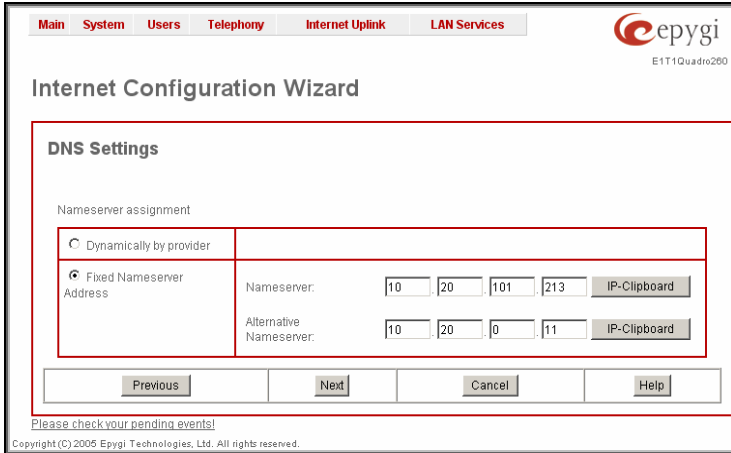 Main System Users Telephony Internet Uplink LAN Services
epygi
E1T1Quadro260
Internet Configuration Wizard
DNS Settings
Nameserver assignment
Dynamically by provider
Fixed Nameserver Address
Nameserver: 10 . 20 . 101 . 213 IP-Clipboard
Alternative Nameserver: 10 . 20 . 0 . 11 IP-Clipboard
Previous Next Cancel Help
Please check your pending events!
Copyright (C) 2005 Epygi Technologies, Ltd. All rights reserved.